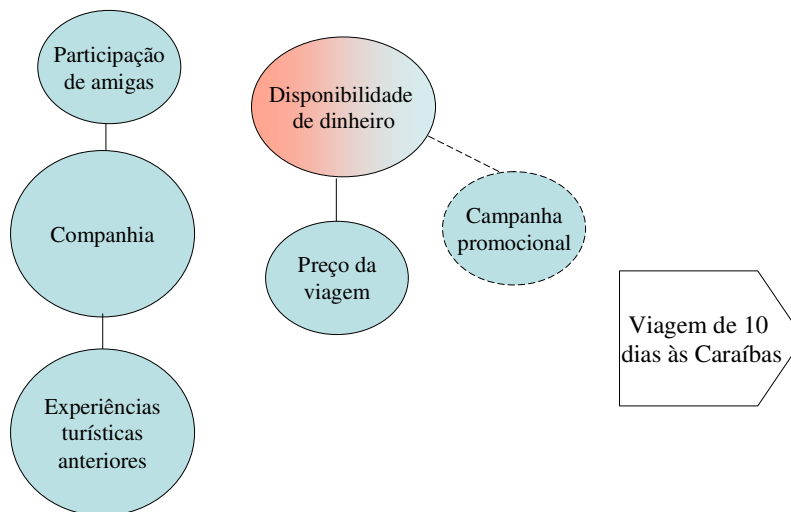 Participação
de amigas
Companhia
Experiências
turísticas
anteriores
Disponibilidade
de dinheiro
Preço da
viagem
Campanha
promocional
Viagem de 10
dias às Caraíbas